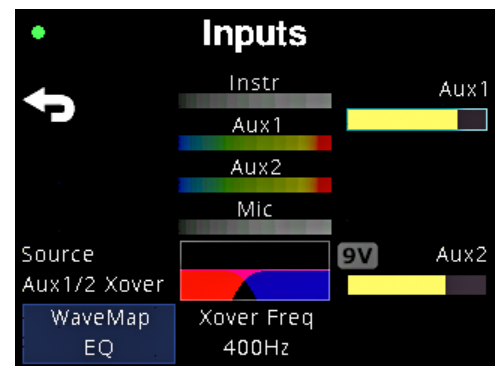 Inputs
Instr
Aux1
Aux1
Aux2
Mic
Source
9V
Aux2
Aux1/2 Xover
WaveMap
Xover Freq
EQ
400Hz